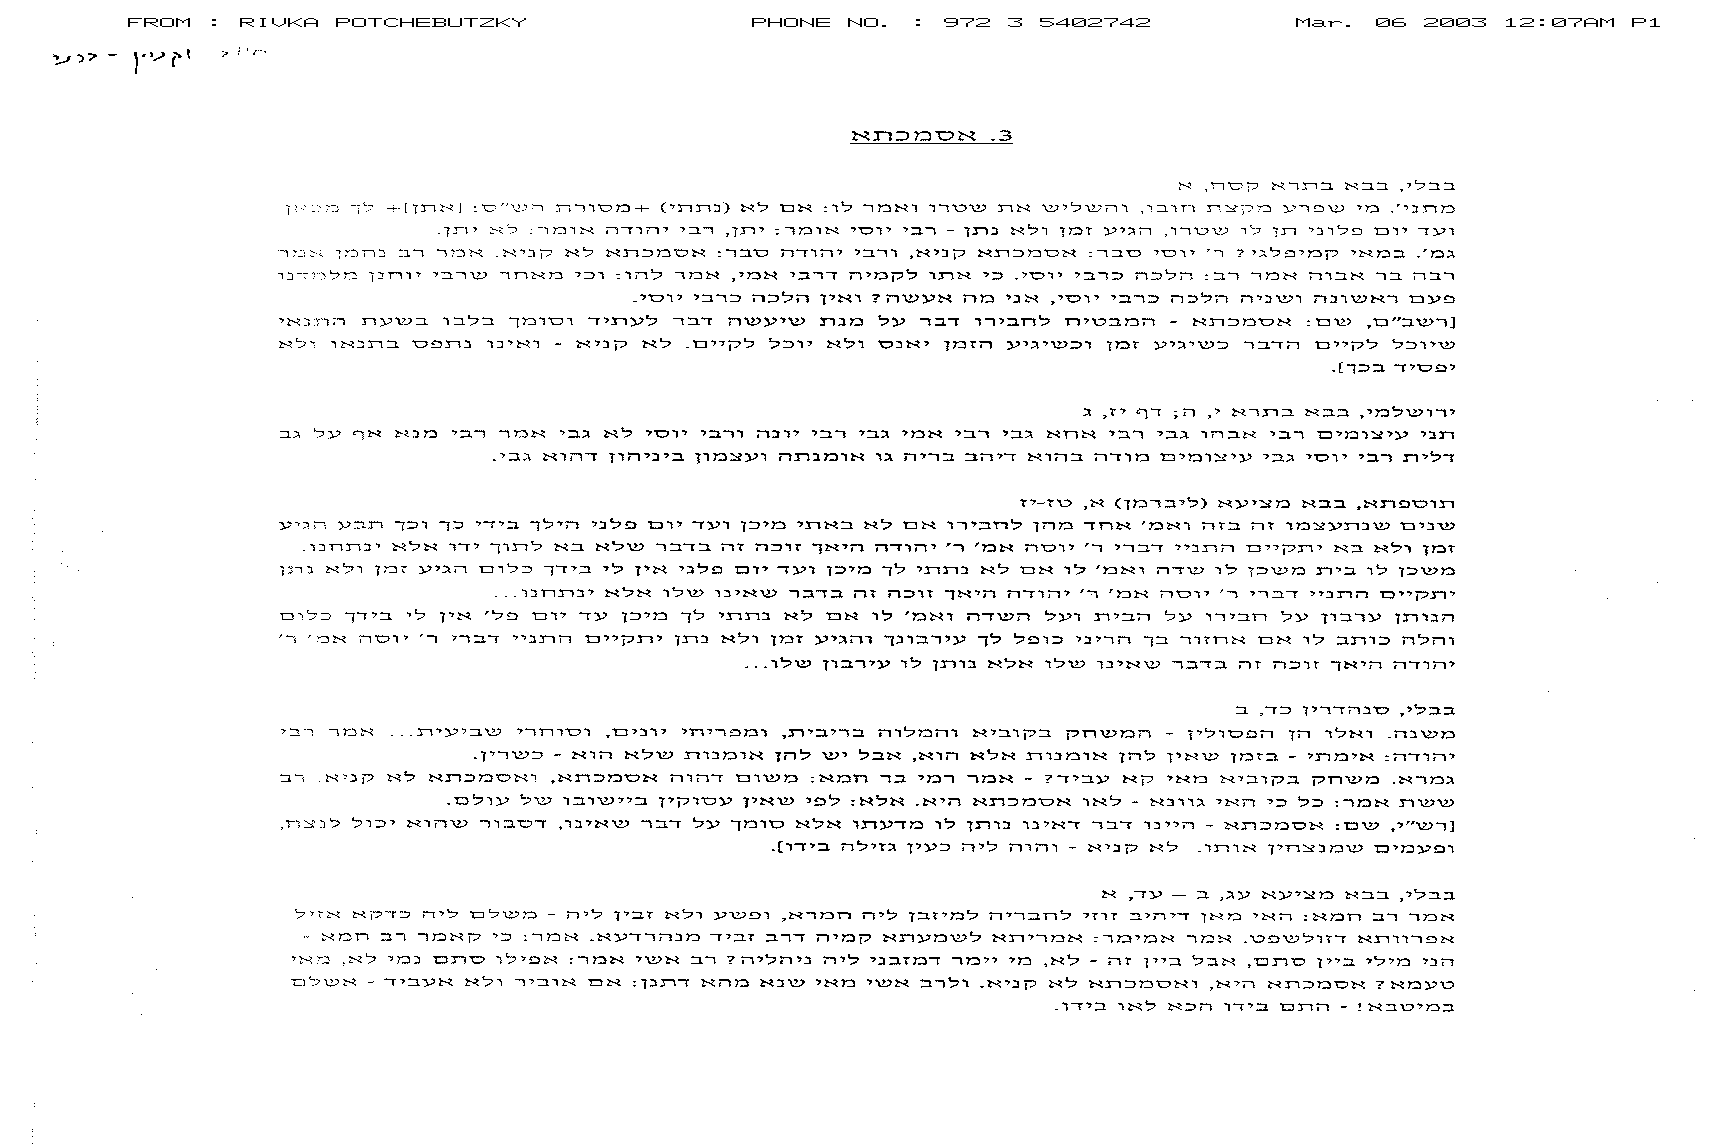 FROM : RIVKA POTCHEBUTZKY PHONE NO. : 972 3 5402742 Mar. 06 2003 12:07AM P1
3. אסמכתא
בבלי, בבא בתרא קסח, א
מתני'. מי שפרע מקצת חובו, והשליש את שטרו ואמר לו: אם לא (נתתי) +מסורת הש"ס: [אתן]+ לך מכאן
ועד יום פלוני תן לו שטרו, הגיע זמן ולא נתן - רבי יוסי אומר: יתן, רבי יהודה אומר: לא יתן.
גמ'. במאי קמיפלגי? ר' יוסי סבר: אסמכתא קניא, ורבי יהודה סבר: אסמכתא לא קניא. אמר רב נחמן אמר
רבה בר אבוה אמר רב: הלכה כרבי יוסי. כי אתו לקמיה דרבי אמי, אמר להו: וכי מאחר שרבי יוחנן מלמדנו
פעם ראשונה ושניה הלכה כרבי יוסי, אני מה אעשה? ואין הלכה כרבי יוסי.
[רשב"ם, שם: אסמכתא - המבטיח לחבירו דבר על מנת שיעשה דבר לעתיד וסומך בלבו בשעת התנאי
שיוכל לקיים הדבר כשיגיע זמן וכשיגיע הזמן יאנס ולא יוכל לקיים. לא קניא - ואינו נתפס בתנאו ולא
יפסיד בכך].
ירושלמי, בבא בתרא י, ה; דף יז, ג
תני עיצומים רבי אבהו גבי רבי אחא גבי רבי אמי גבי רבי יונה ורבי יוסי לא גבי אמר רבי מנא אף על גב
דלית רבי יוסי גבי עיצומים מודה בהוא דיהב בריה גו אומנתה ועצמון ביניהון דהוא גבי.
תוספתא, בבא מציעא (ליברמן) א, טז-יז
שנים שנתעצמו זה בזה ואמ' אחד מהן לחבירו אם לא באתי מיכן ועד יום פלני הילך בידי כך וכך תבע הגיע
זמן ולא בא יתקיים התניי דברי ר' יוסה אמ' ר' יהודה היאך זוכה זה בדבר שלא בא לתוך ידו אלא ינתחנו.
משכן לו בית משכן לו שדה ואמ' לו אם לא נתתי לך מיכן ועד יום פלני אין לי בידך כלום הגיע זמן ולא נתן
יתקיים התניי דברי ר' יוסה אמ' ר' יהודה היאך זוכה זה בדבר שאינו שלו אלא ינתחנו...
הנותן ערבון על חבירו על הבית ועל השדה ואמ' לו אם לא נתתי לך מיכן עד יום פל' אין לי בידך כלום
והלה כותב לו אם אחזור בך הריני כופל לך עירבונך והגיע זמן ולא נתן יתקיים התניי דברי ר' יוסה אמ' ר'
יהודה היאך זוכה זה בדבר שאינו שלו אלא נותן לו עירבון שלו...
בבלי, סנהדרין כד, ב
משנה. ואלו הן הפסולין - המשחק בקוביא והמלוה בריבית, ומפריחי יונים, וסוחרי שביעית... אמר רבי
יהודה: אימתי - בזמן שאין להן אומנות אלא הוא, אבל יש להן אומנות שלא הוא - כשרין.
גמרא. משחק בקוביא מאי קא עביד? - אמר רמי בר חמא: משום דהוה אסמכתא, ואסמכתא לא קניא. רב
ששת אמר: כל כי האי גוונא - לאו אסמכתא היא. אלא: לפי שאין עסוקין ביישובו של עולם.
[רש"י, שם: אסמכתא - היינו דבר דאינו נותן לו מדעתו אלא סומך על דבר שאינו, דסבור שהוא יכול לנצח,
ופעמים שמנצחין אותו. לא קניא - והוה ליה כעין גזילה בידו].
בבלי, בבא מציעא עג, ב – עד, א
אמר רב חמא: האי מאן דיהיב זוזי לחבריה למיזבן ליה חמרא, ופשע ולא זבין ליה - משלם ליה כדקא אזיל
אפרוותא דזולשפט. אמר אמימר: אמריתא לשמעתא קמיה דרב זביד מנהרדעא. אמר: כי קאמר רב חמא -
הני מילי ביין סתם, אבל ביין זה - לא, מי יימר דמזבני ליה ניהליה? רב אשי אמר: אפילו סתם נמי לא, מאי
טעמא? אסמכתא היא, ואסמכתא לא קניא. ולרב אשי מאי שנא מהא דתנן: אם אוביר ולא אעביד - אשלם
במיטבא! - התם בידו הכא לאו בידו.